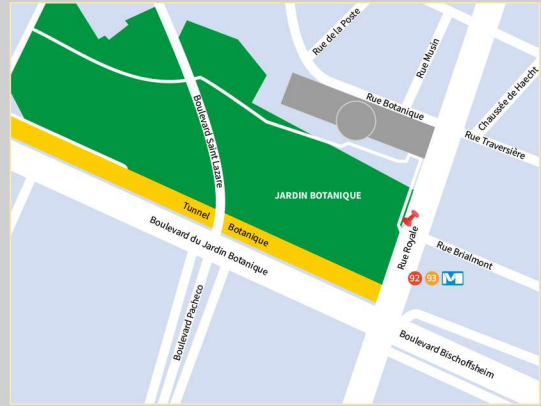 Rue de la Poste
Rue Musin
Chaussée de Haecht
Rue Botanique
Rue Traversière
Boulevard Saint Lazare
JARDIN BOTANIQUE
Tunnel
Botanique
Rue Royale
Rue Brialmont
Boulevard du Jardin Botanique
92 93 M
Boulevard Pacheco
Boulevard Bischoffsheim